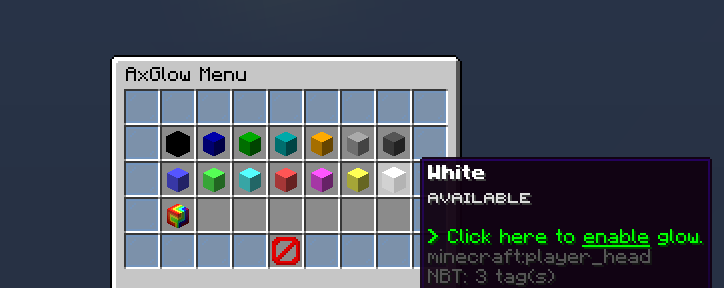 AxGlow Menu
White
AVAILABLE
> Click here to enable glow.
minecraft:player_head
NBT: 3 tag(s)